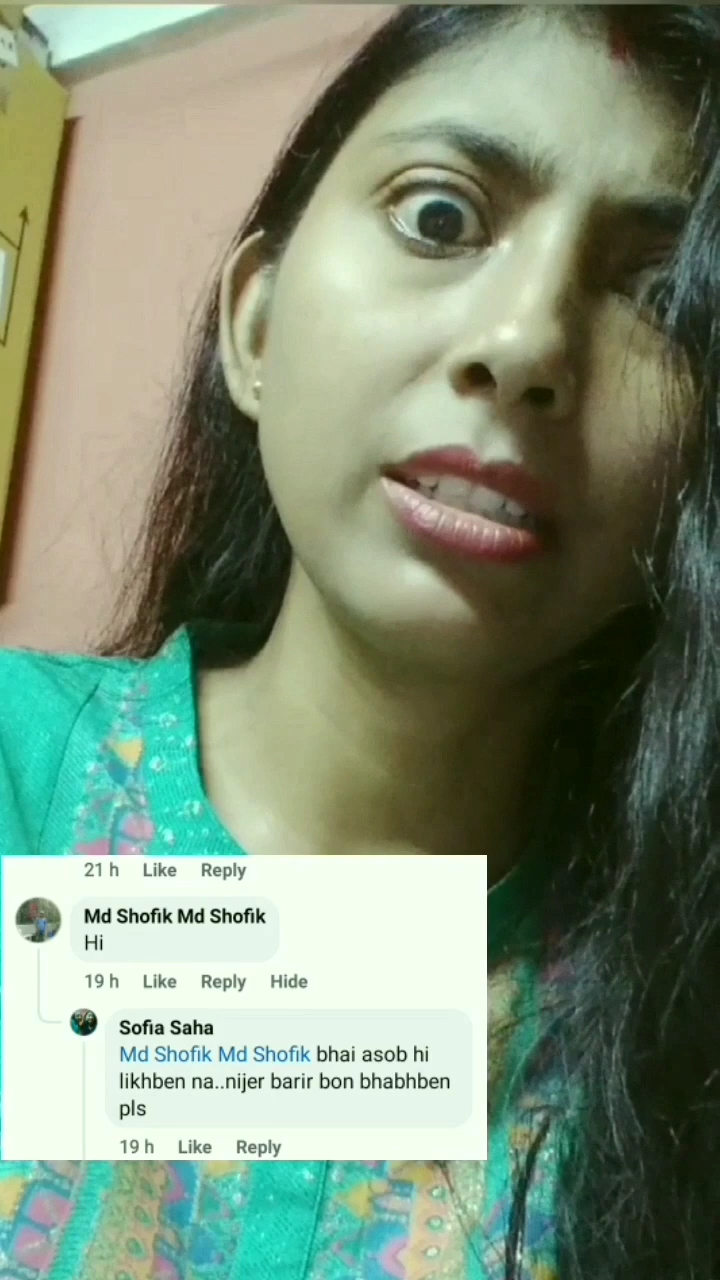 21 h Like Reply
Md Shofik Md Shofik
Hi
19 h Like Reply Hide
Sofia Saha
Md Shofik Md Shofik bhai asob hi
likhben na..nijer barir bon bhabhben
pls
19 h Like Reply